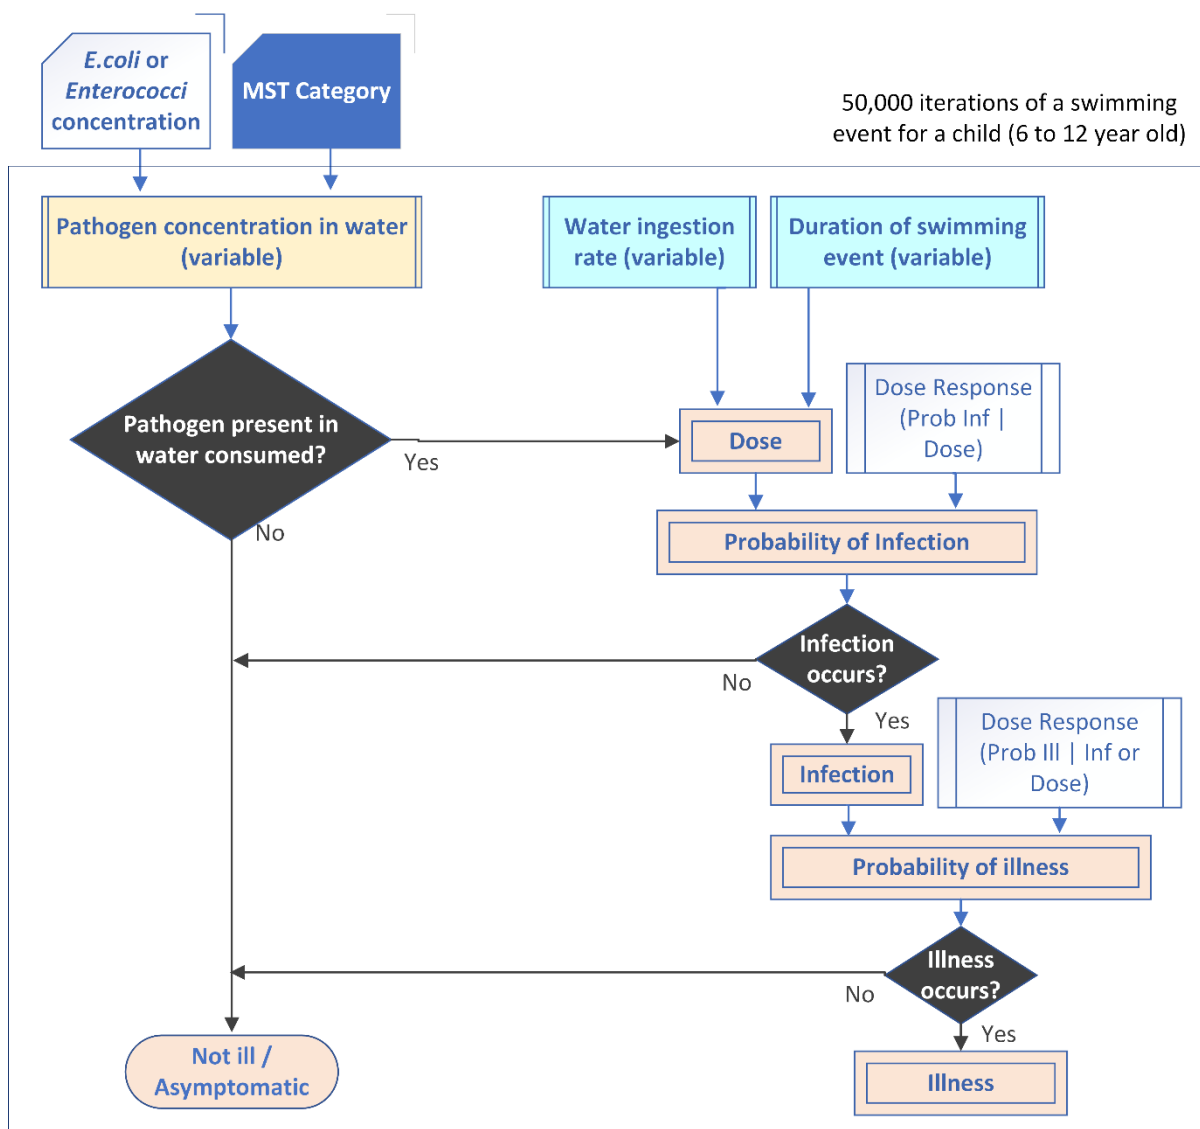 E.coli or
Enterococci
concentration
MST Category
50,000 iterations of a swimming
event for a child (6 to 12 year old)
Pathogen concentration in water
(variable)
Water ingestion
rate (variable)
Duration of swimming
event (variable)
Dose Response
(Prob Inf |
Dose)
Pathogen present in
water consumed?
Yes
Dose
No
Probability of Infection
Infection
occurs?
No
Yes
Dose Response
(Prob Ill | Inf or
Dose)
Infection
Probability of illness
Illness
occurs?
No
Yes
Not ill /
Asymptomatic
Illness